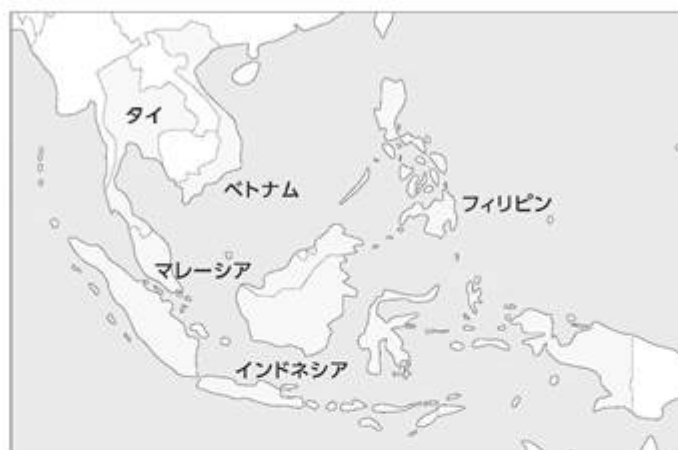 タイ
ベトナム
フィリピン
マレーシア
インドネシア